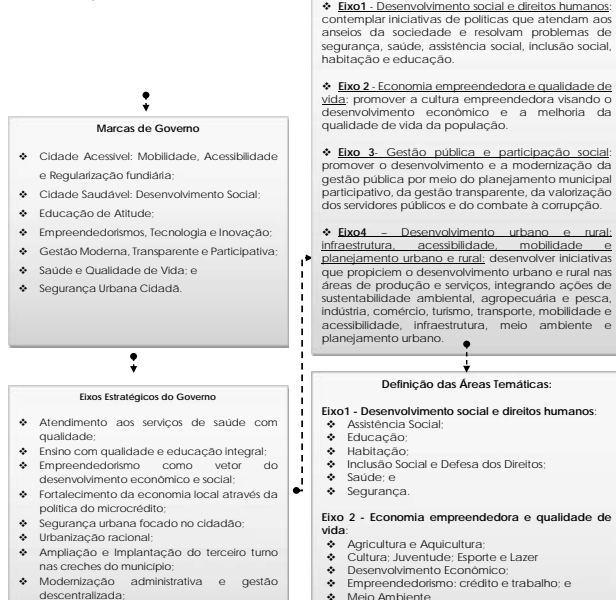 Marcas de Governo
❖ Cidade Acessível: Mobilidade, Acessibilidade
e Regularização fundiária;
❖ Cidade Saudável: Desenvolvimento Social;
❖ Educação de Atitude;
❖ Empreendedorismos, Tecnologia e Inovação;
❖ Gestão Moderna, Transparente e Participativa;
❖ Saúde e Qualidade de Vida; e
❖ Segurança Urbana Cidadã.
Eixos Estratégicos do Governo
❖ Atendimento aos serviços de saúde com
qualidade;
❖ Ensino com qualidade e educação integral;
❖ Empreendedorismo como vetor do
desenvolvimento econômico e social;
❖ Fortalecimento da economia local através da
política do microcrédito;
❖ Segurança urbana focado no cidadão;
❖ Urbanização racional;
❖ Ampliação e Implantação do terceiro turno
nas creches do município;
❖ Modernização administrativa e gestão
descentralizada;
❖ Eixo1 - Desenvolvimento social e direitos humanos:
contemplar iniciativas de políticas que atendam aos
anseios da sociedade e resolvam problemas de
segurança, saúde, assistência social, inclusão social,
habitação e educação.
❖ Eixo 2 - Economia empreendedora e qualidade de
vida: promover a cultura empreendedora visando o
desenvolvimento econômico e a melhoria da
qualidade de vida da população.
❖ Eixo 3- Gestão pública e participação social:
promover o desenvolvimento e a modernização da
gestão pública por meio do planejamento municipal
participativo, da gestão transparente, da valorização
dos servidores públicos e do combate à corrupção.
❖ Eixo4 – Desenvolvimento urbano e rural:
infraestrutura, acessibilidade, mobilidade e
planejamento urbano e rural: desenvolver iniciativas
que propiciem o desenvolvimento urbano e rural nas
áreas de produção e serviços, integrando ações de
sustentabilidade ambiental, agropecuária e pesca,
indústria, comércio, turismo, transporte, mobilidade e
acessibilidade, infraestrutura, meio ambiente e
planejamento urbano.
Definição das Áreas Temáticas:
Eixo1 - Desenvolvimento social e direitos humanos:
❖ Assistência Social;
❖ Educação;
❖ Habitação;
❖ Inclusão Social e Defesa dos Direitos;
❖ Saúde; e
❖ Segurança.
Eixo 2 - Economia empreendedora e qualidade de
vida:
❖ Agricultura e Aquicultura;
❖ Cultura; Juventude; Esporte e Lazer
❖ Desenvolvimento Econômico;
❖ Empreendedorismo: crédito e trabalho; e
❖ Meio Ambiente